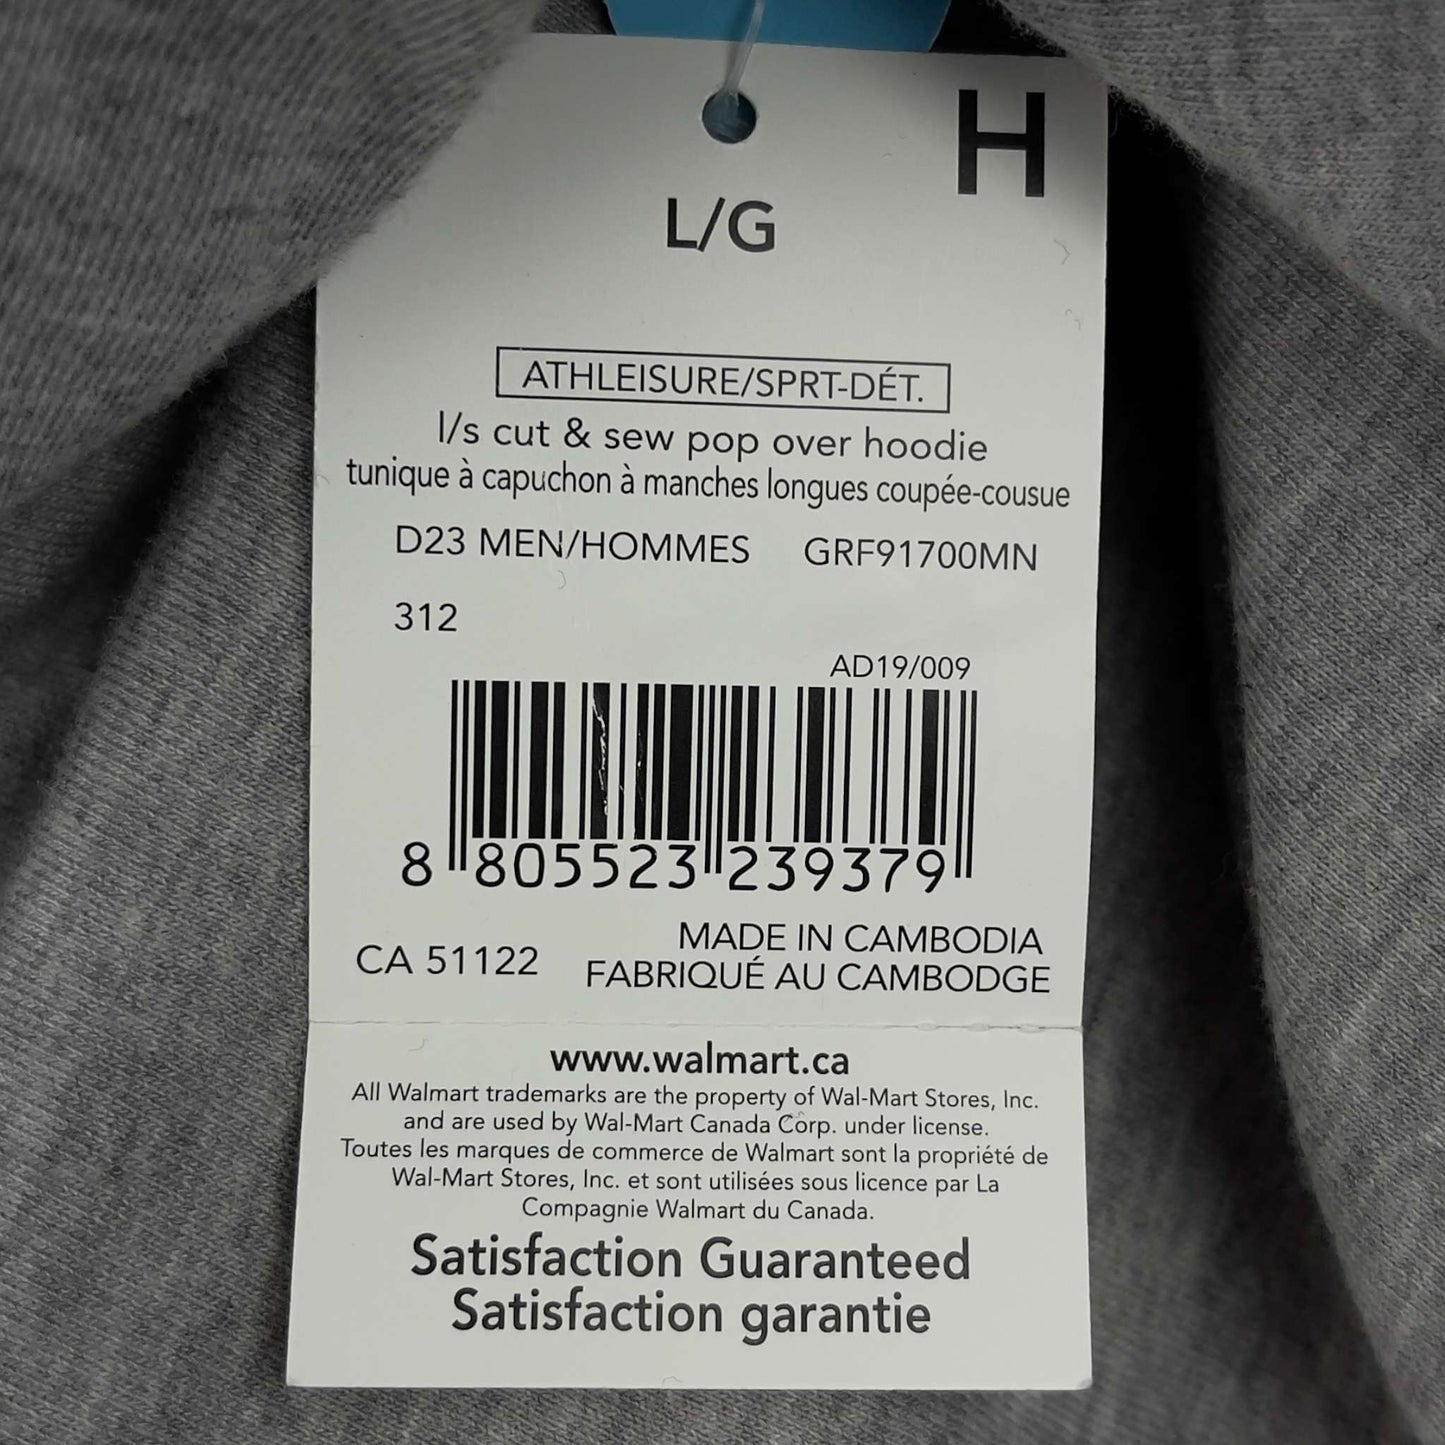 H
L/G
ATHLEISURE/SPRT-DÉT.
l/s cut & sew pop over hoodie
tunique à capuchon à manches longues coupée-cousue
D23 MEN/HOMMES GRF91700MN
312
AD19/009
8 805523 239379
CA 51122
MADE IN CAMBODIA
FABRIQUÉ AU CAMBODGE
www.walmart.ca
All Walmart trademarks are the property of Wal-Mart Stores, Inc.
and are used by Wal-Mart Canada Corp. under license.
Toutes les marques de commerce de Walmart sont la propriété de
Wal-Mart Stores, Inc. et sont utilisées sous licence par La
Compagnie Walmart du Canada.
Satisfaction Guaranteed
Satisfaction garantie